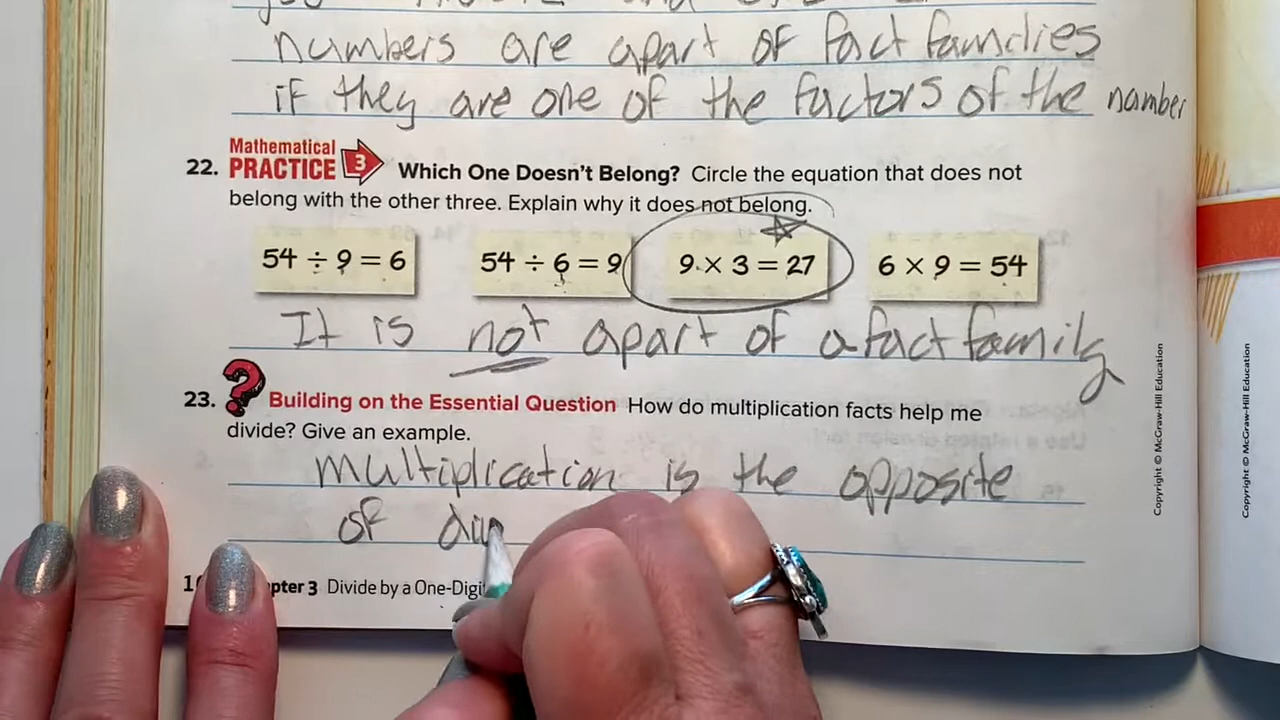 numbers are apart of fact families
if they are one of the factors of the number
Mathematical
22. PRACTICE 3 Which One Doesn't Belong? Circle the equation that does not
belong with the other three. Explain why it does not belong.
54 ÷ 9 = 6 54 ÷ 6 = 9 9 × 3 = 27 6 × 9 = 54
It is not apart of a fact family
23. ? Building on the Essential Question How do multiplication facts help me
divide? Give an example.
multiplication is the opposite
of div
pter 3 Divide by a One-Digi
Copyright © McGraw-Hill Education
Copyright © McGraw-Hill Education